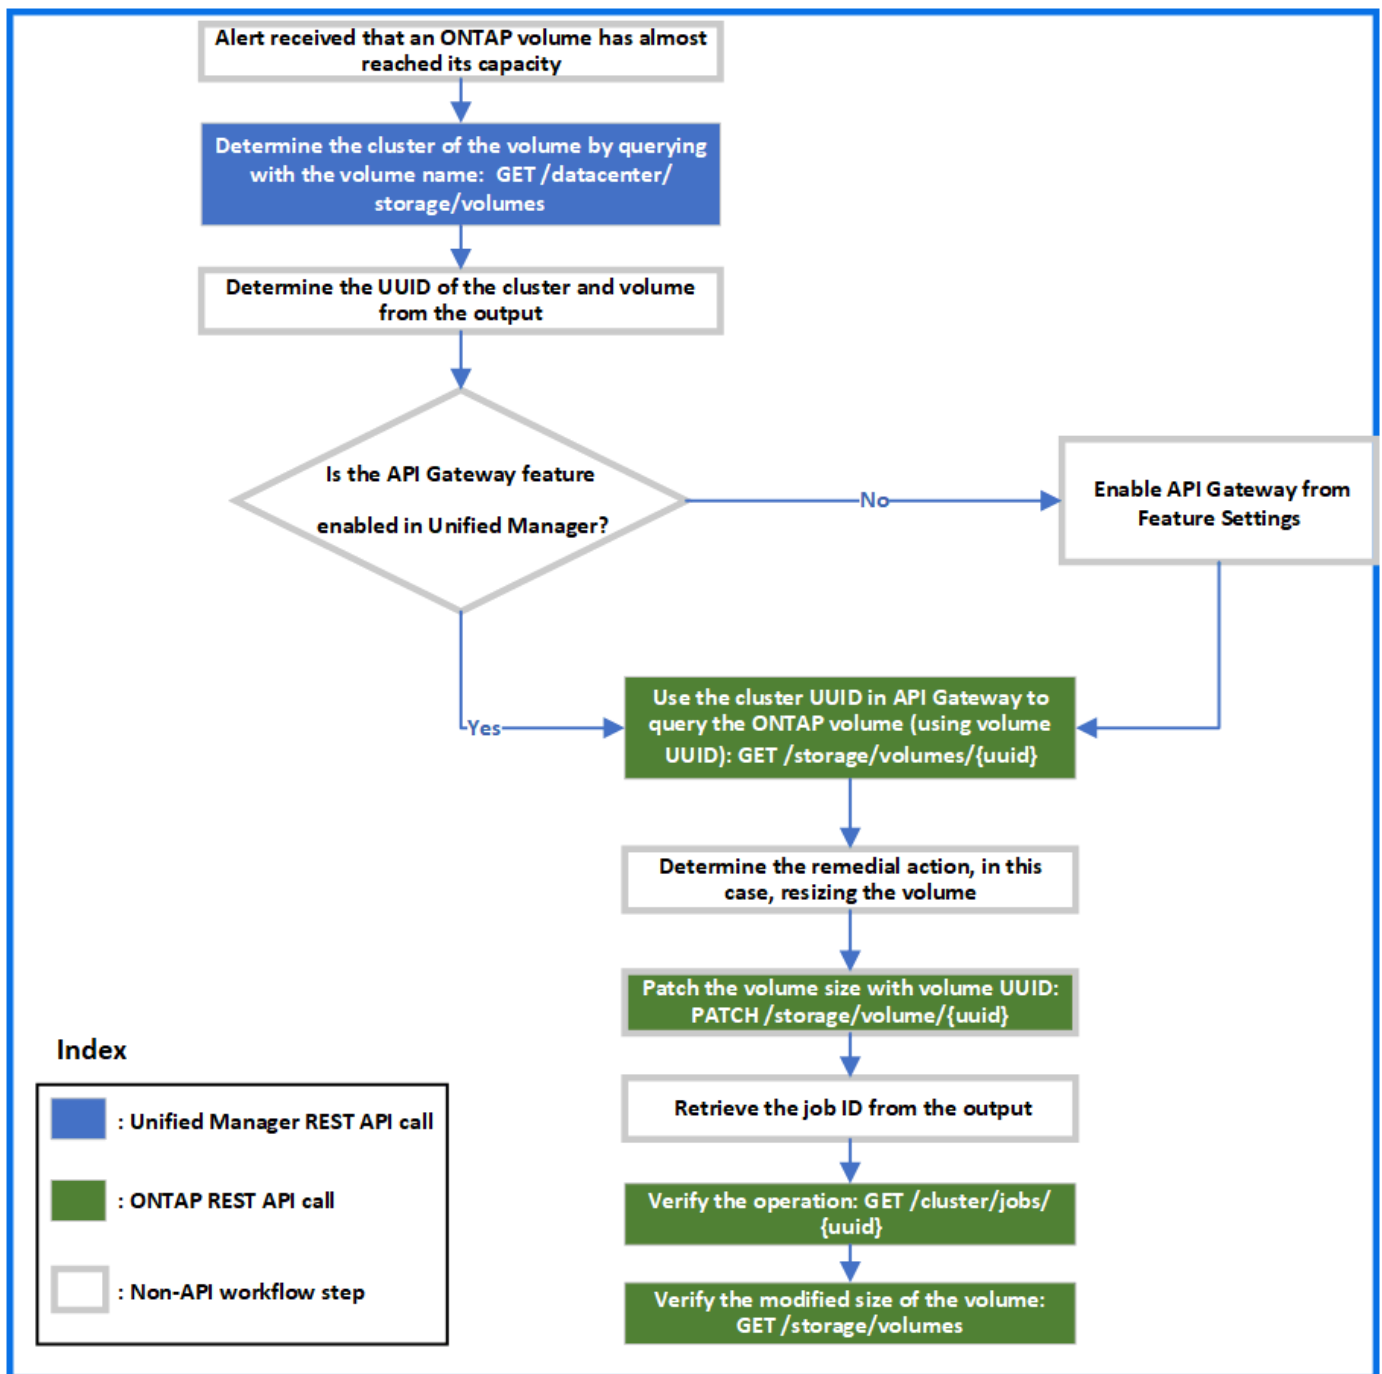 Alert received that an ONTAP volume has almost
reached its capacity
Determine the cluster of the volume by querying
with the volume name:  GET /datacenter/
storage/volumes
Determine the UUID of the cluster and volume
from the output
Is the API Gateway feature
enabled in Unified Manager?
No
Enable API Gateway from
Feature Settings
Yes
Use the cluster UUID in API Gateway to
query the ONTAP volume (using volume
UUID): GET /storage/volumes/{uuid}
Determine the remedial action, in this
case, resizing the volume
Patch the volume size with volume UUID:
PATCH /storage/volume/{uuid}
Retrieve the job ID from the output
Verify the operation: GET /cluster/jobs/
{uuid}
Verify the modified size of the volume:
GET /storage/volumes
Index
: Unified Manager REST API call
: ONTAP REST API call
: Non-API workflow step